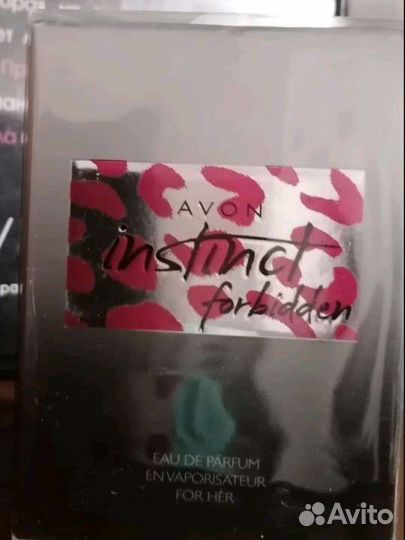 AVON
instinct
forbidden
EAU DE PARFUM
EN VAPORISATEUR
FOR HER
Avito